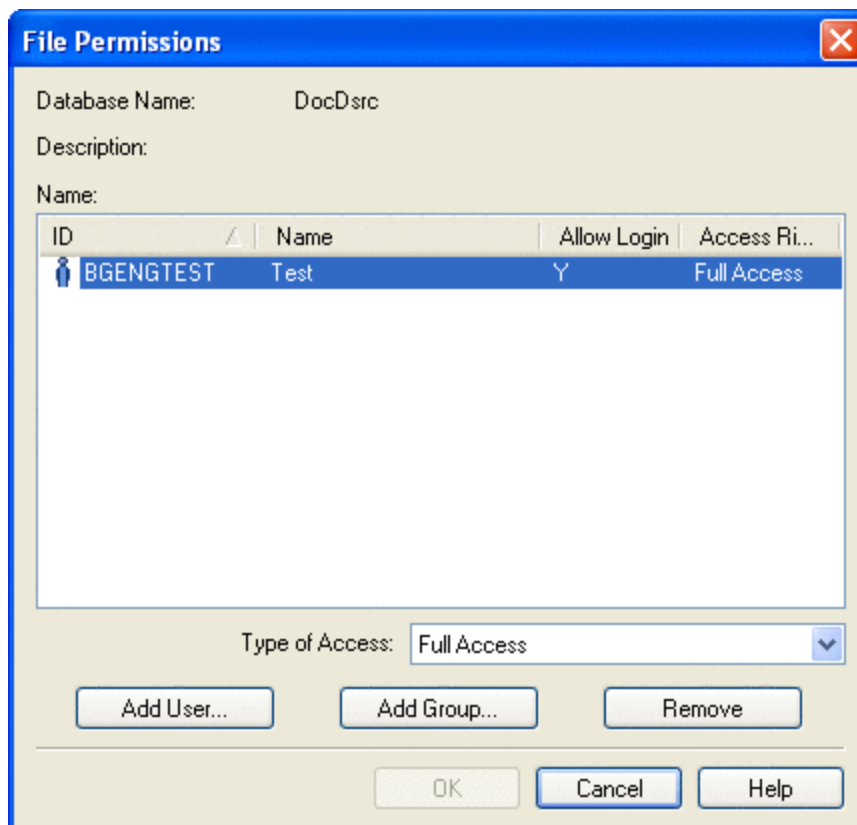 File Permissions
Database Name: DocDsrc
Description:
Name:
ID Name Allow Login Access Ri...
BGENGTEST Test Y Full Access
Type of Access: Full Access
Add User... Add Group... Remove
OK Cancel Help